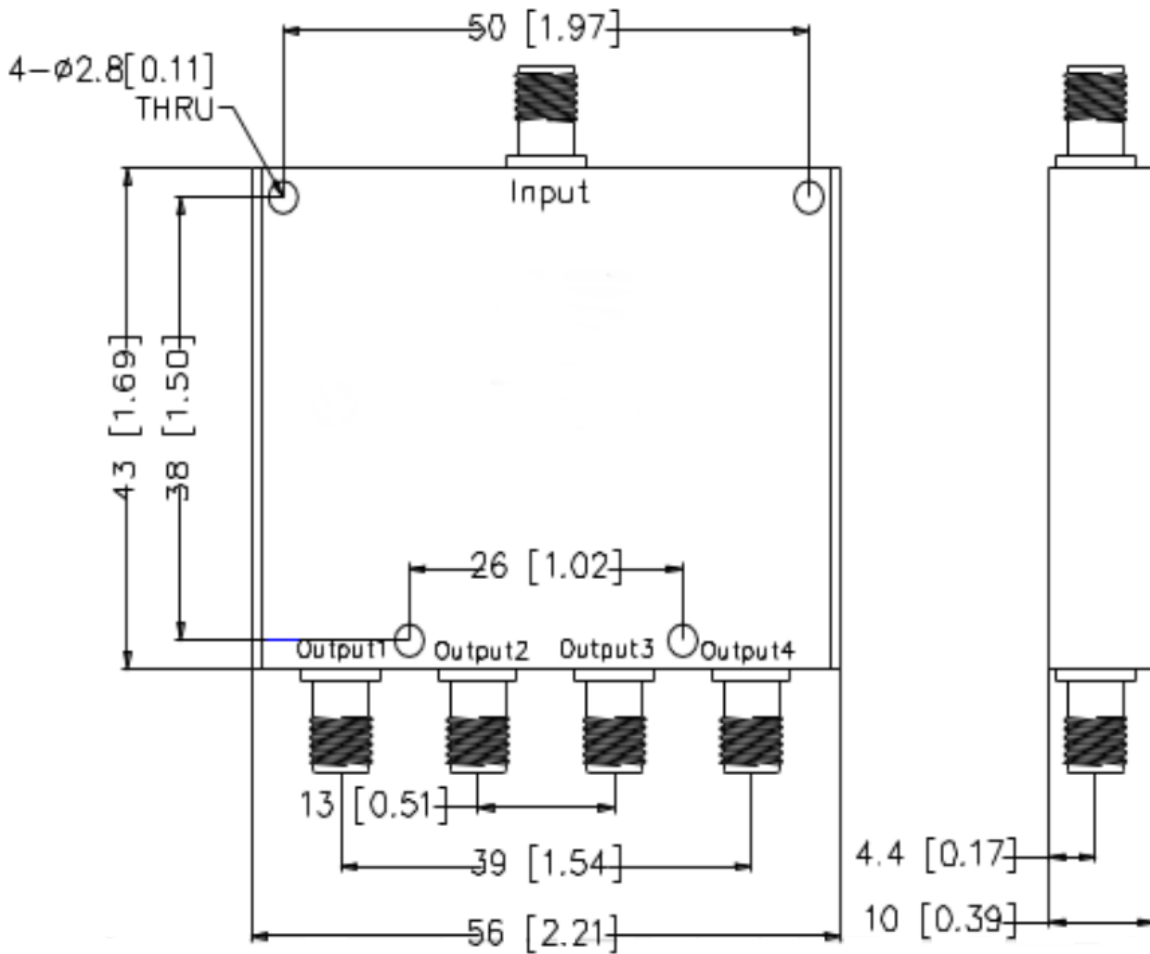 50 [1.97]
4-⌀2.8[0.11]
THRU
Input
43 [1.69]
38 [1.50]
26 [1.02]
Output1
Output2
Output3
Output4
13 [0.51]
39 [1.54]
4.4 [0.17]
56 [2.21]
10 [0.39]